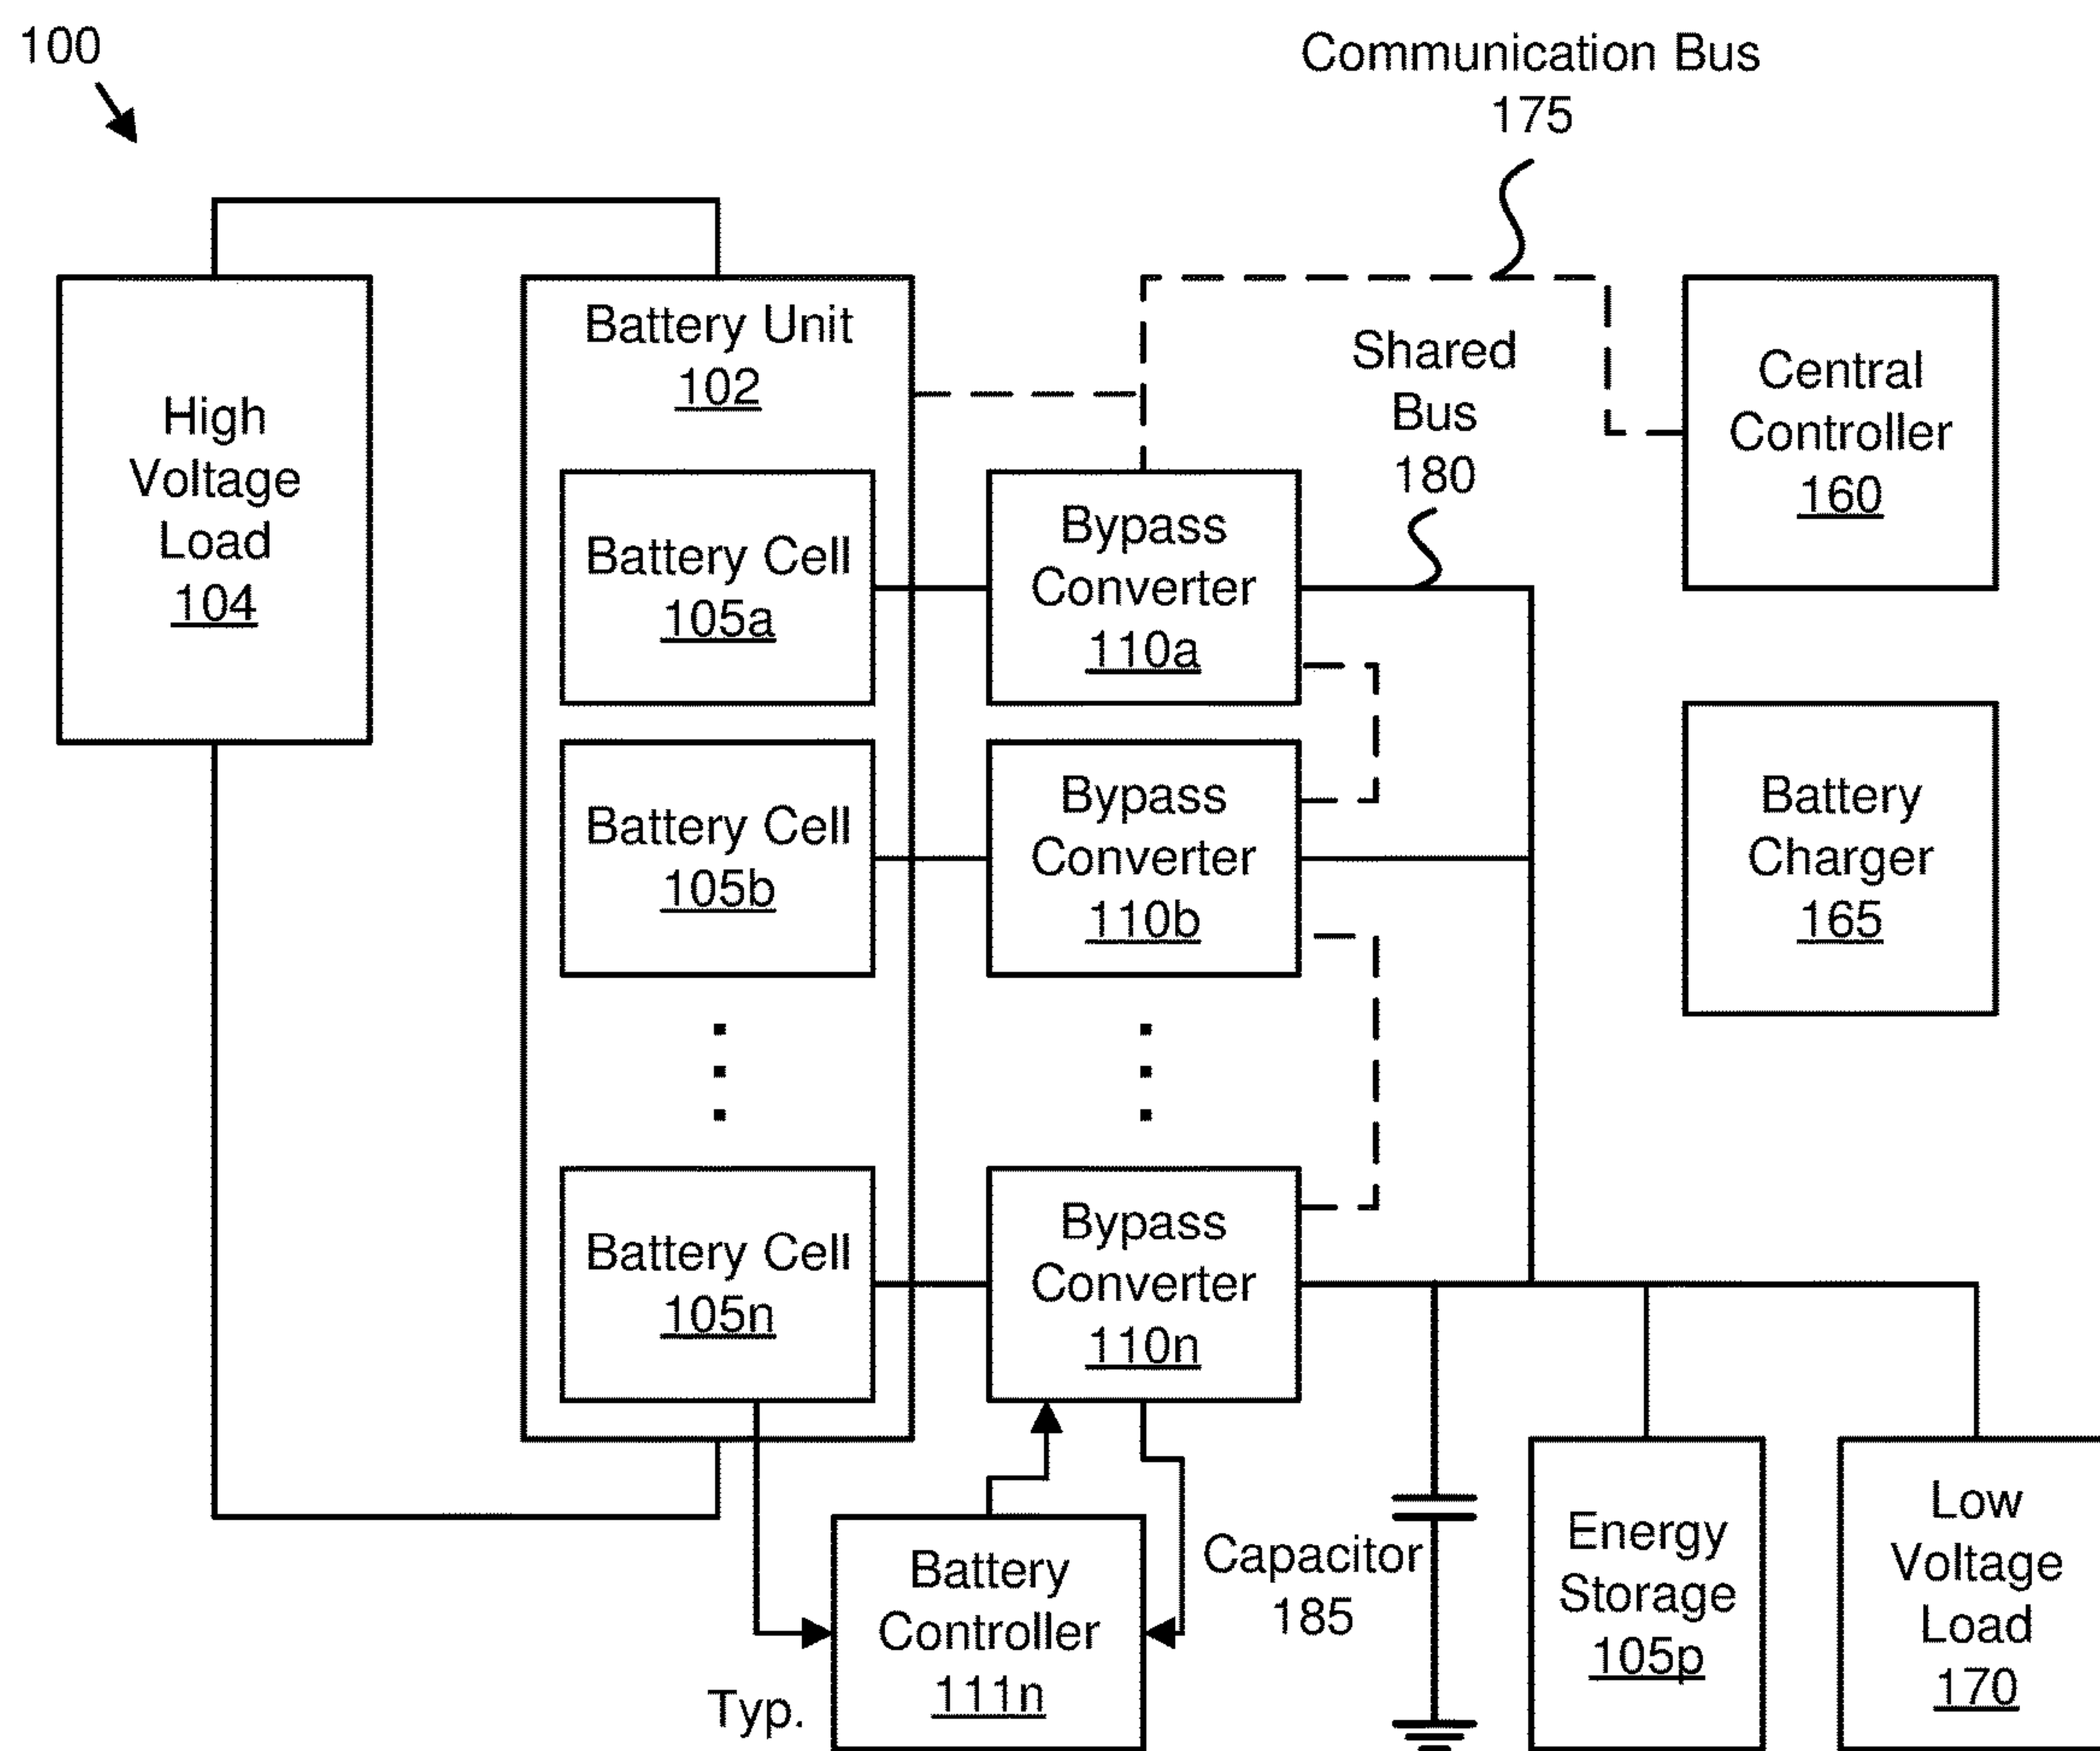 100
Communication Bus
175
High
Voltage
Load
104
Battery Unit
102
Shared
Bus
180
Central
Controller
160
Battery Cell
105a
Bypass
Converter
110a
Battery Cell
105b
Bypass
Converter
110b
Battery
Charger
165
Battery Cell
105n
Bypass
Converter
110n
Battery
Controller
111n
Typ.
Capacitor
185
Energy
Storage
105p
Low
Voltage
Load
170